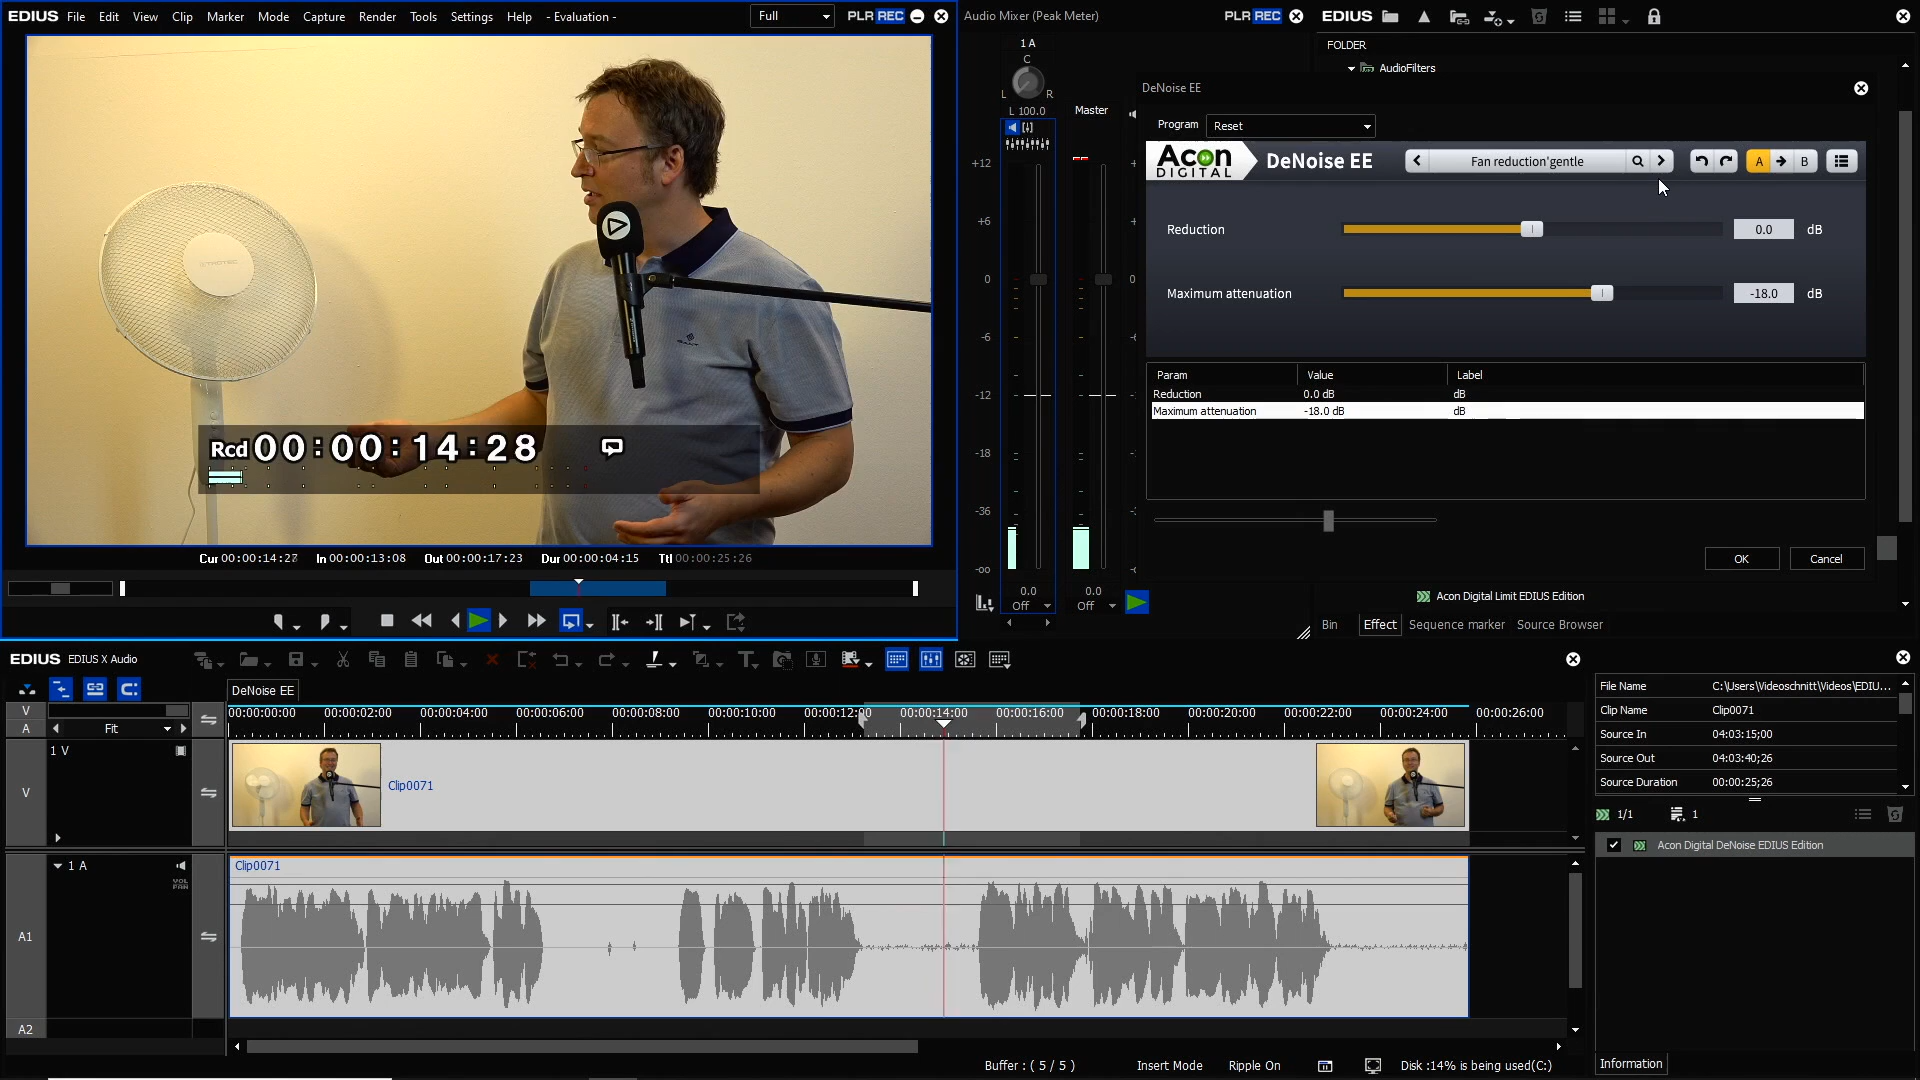 EDIUS File Edit View Clip Marker Mode Capture Render Tools Settings Help - Evaluation - Full PLR REC
Rcd 00:00:14:28
Cur 00:00:14:27 In 00:00:13:08 Out 00:00:17:23 Dur 00:00:04:15 Ttl 00:00:25:26
Audio Mixer (Peak Meter) PLR REC
1 A
C
L R
L 100.0 Master
+12
+6
0
-6
-12
-18
-36
-oo
0.0 0.0
Off Off
EDIUS
FOLDER
AudioFilters
DeNoise EE
Program Reset
Acon DIGITAL DeNoise EE Fan reduction'gentle A B
Reduction 0.0 dB
Maximum attenuation -18.0 dB
Param Value Label
Reduction 0.0 dB dB
Maximum attenuation -18.0 dB dB
OK Cancel
Acon Digital Limit EDIUS Edition
Bin Effect Sequence marker Source Browser
EDIUS EDIUS X Audio
DeNoise EE
V
A Fit
00:00:00:00 00:00:02:00 00:00:04:00 00:00:06:00 00:00:08:00 00:00:10:00 00:00:12:00 00:00:14:00 00:00:16:00 00:00:18:00 00:00:20:00 00:00:22:00 00:00:24:00 00:00:26:00
1 V
V
Clip0071
1 A
VOL
PAN
Clip0071
A1
A2
Buffer : ( 5 / 5 ) Insert Mode Ripple On Disk :14% is being used(C:)
File Name C:\Users\Videoschnitt\Videos\EDIU...
Clip Name Clip0071
Source In 04:03:15;00
Source Out 04:03:40;26
Source Duration 00:00:25;26
1/1 1
Acon Digital DeNoise EDIUS Edition
Information